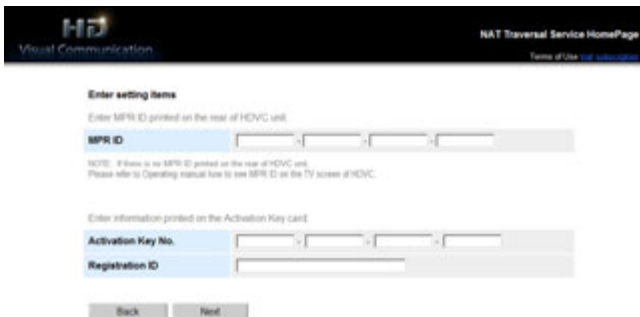 HD
Visual Communication
NAT Traversal Service HomePage
Terms of Use trial subscription
Enter setting items
Enter MPR ID printed on the rear of HDVC unit.
MPR ID
- - -
NOTE: If there is no MPR ID printed on the rear of HDVC unit,
Please refer to Operating manual how to see MPR ID on the TV screen of HDVC.
Enter information printed on the Activation Key card.
Activation Key No.
- - -
Registration ID
Back Next